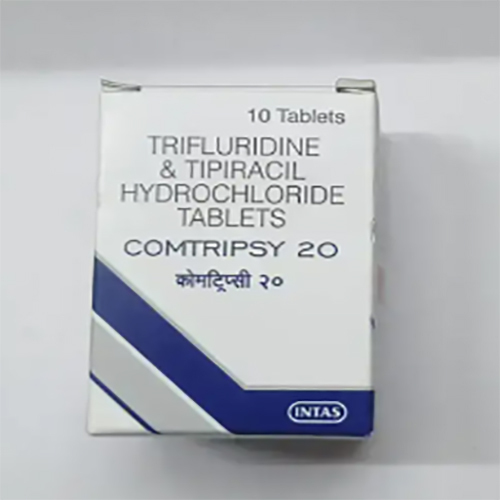 10 Tablets
TRIFLURIDINE
& TIPIRACIL
HYDROCHLORIDE
TABLETS
COMTRIPSY 20
कोमट्रिप्सी २०
INTAS